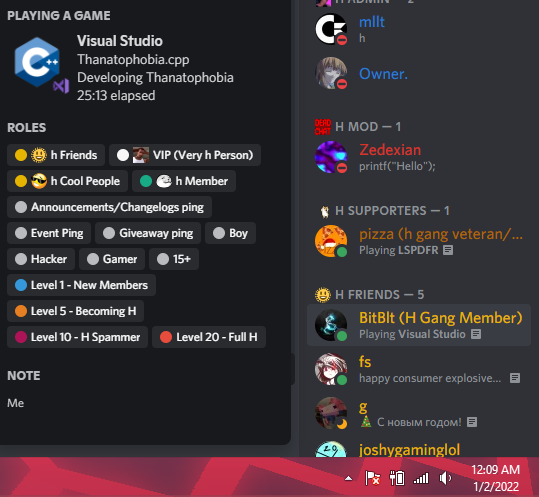 PLAYING A GAME
C++
Visual Studio
Thanatophobia.cpp
Developing Thanatophobia
25:13 elapsed
ROLES
h Friends
VIP (Very h Person)
h Cool People
h Member
Announcements/Changelogs ping
Event Ping
Giveaway ping
Boy
Hacker
Gamer
15+
Level 1 - New Members
Level 5 - Becoming H
Level 10 - H Spammer
Level 20 - Full H
NOTE
Me
H ADMIN — 2
mllt
h
Owner.
DEAD CHAT
H MOD — 1
Zedexian
printf("Hello");
H SUPPORTERS — 1
pizza (h gang veteran/...
Playing LSPDFR
H FRIENDS — 5
BitBlt (H Gang Member)
Playing Visual Studio
fs
happy consumer explosive...
g
С новым годом!
joshygaminglol
12:09 AM
1/2/2022